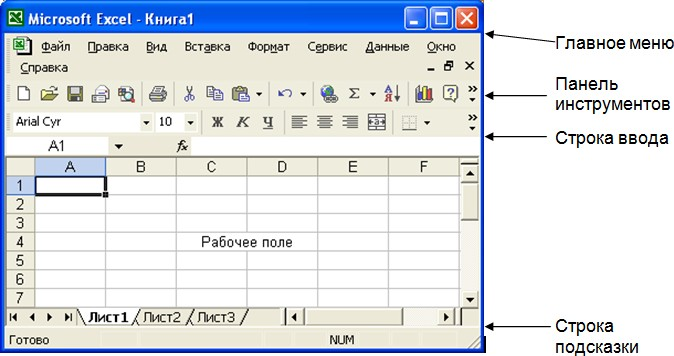 Microsoft Excel - Книга1
Файл Правка Вид Вставка Формат Сервис Данные Окно
Справка
Главное меню
Панель
инструментов
Arial Cyr 10 Ж К Ч
A1 fx
Строка ввода
A B C D E F
1
2
3
4 Рабочее поле
5
6
7
Лист1 Лист2 Лист3
Готово NUM
Строка
подсказки